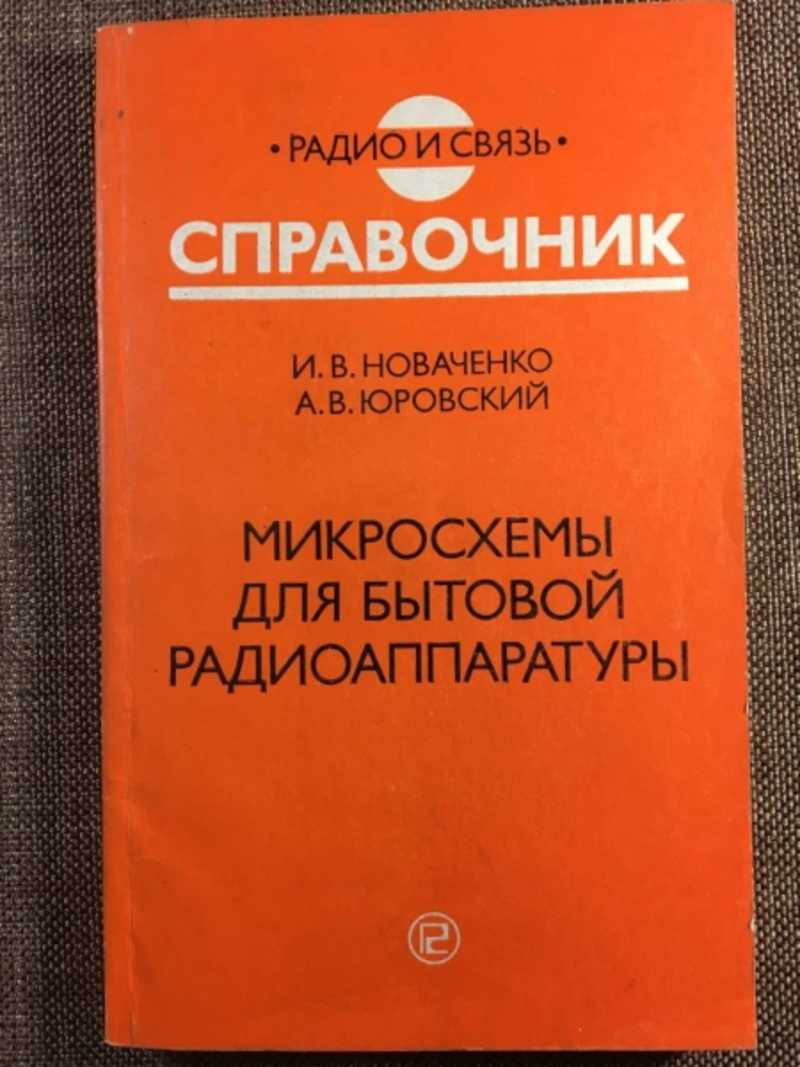 • РАДИО И СВЯЗЬ •
СПРАВОЧНИК
И. В. НОВАЧЕНКО
А. В. ЮРОВСКИЙ
МИКРОСХЕМЫ
ДЛЯ БЫТОВОЙ
РАДИОАППАРАТУРЫ